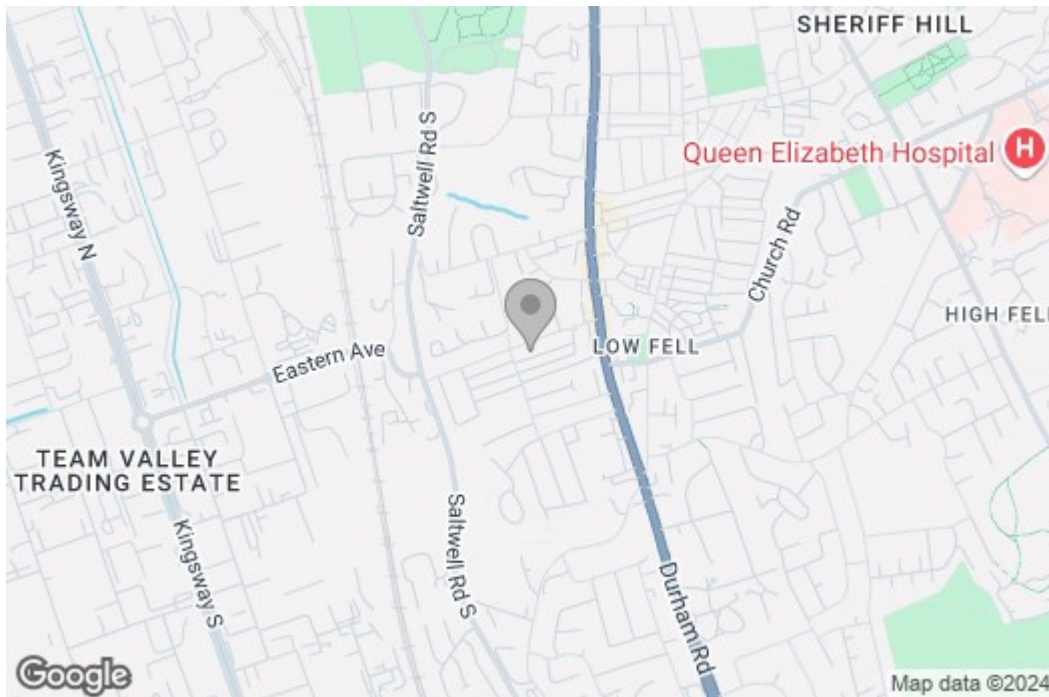 SHERIFF HILL
Queen Elizabeth Hospital
H
Kingsway N
Saltwell Rd S
Church Rd
HIGH FELL
LOW FELL
Eastern Ave
TEAM VALLEY
TRADING ESTATE
Kingsway S
Saltwell Rd S
Durham Rd
Google
Map data ©2024